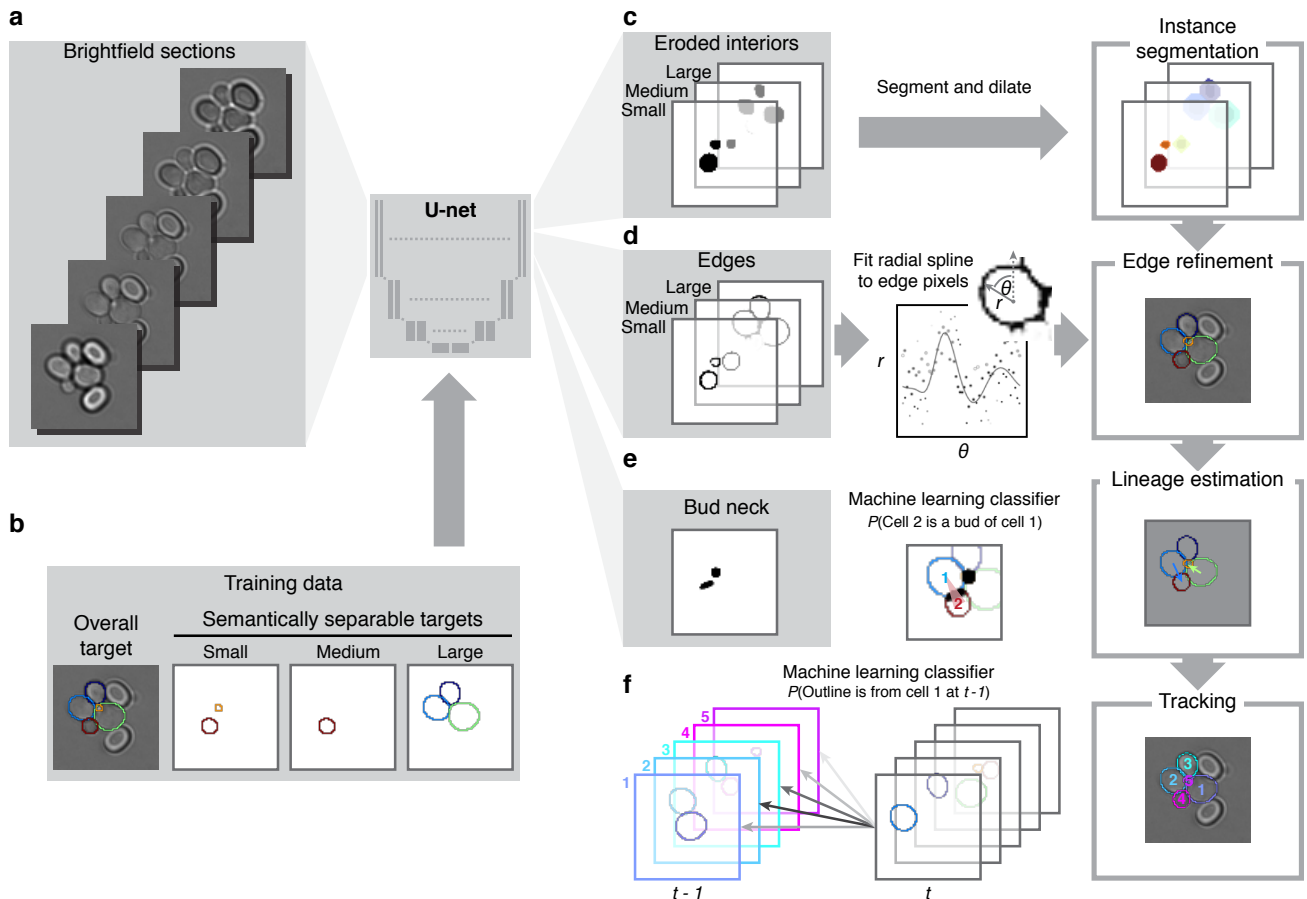 a
Brightfield sections
U-net
b
Training data
Overall
target
Semantically separable targets
Small
Medium
Large
c
Eroded interiors
Large
Medium
Small
Segment and dilate
Instance
segmentation
d
Edges
Large
Medium
Small
Fit radial spline
to edge pixels
θ
r
r
θ
Edge refinement
e
Bud neck
Machine learning classifier
P(Cell 2 is a bud of cell 1)
1
2
Lineage estimation
f
Machine learning classifier
P(Outline is from cell 1 at t - 1)
5
4
3
2
1
t - 1
t
Tracking
3
2
1
5
4